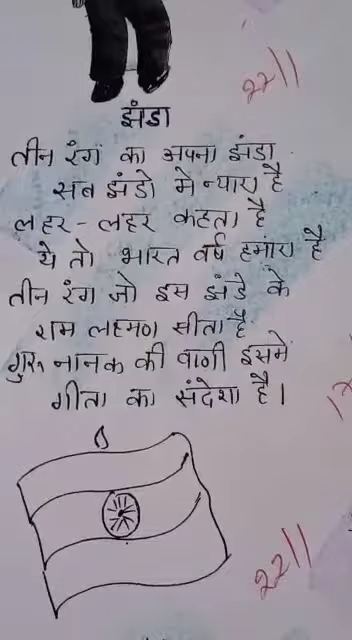 22||
झंडा
तीन रंग का अपना झंडा
सब झंडो मे न्यारा है
लहर - लहर कहता है
ये तो भारत वर्ष हमारा है
तीन रंग जो इस झंडे के
राम लक्ष्मण सीता है
गुरु नानक की वाणी इसमें
गीता का संदेशा है।
22||